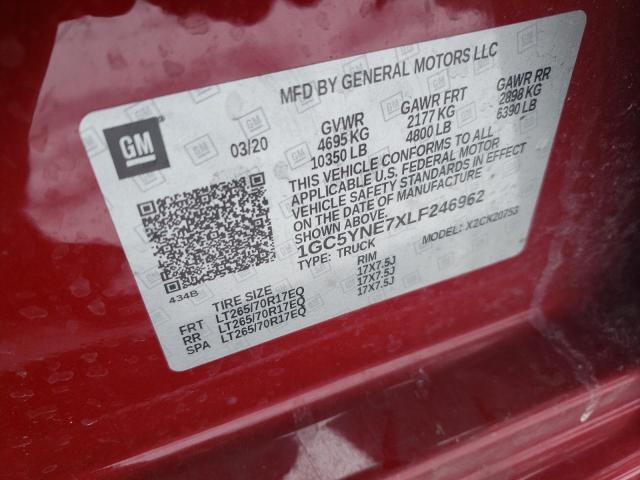 MFD BY GENERAL MOTORS LLC
GM
03/20
GVWR
4695 KG
10350 LB
GAWR FRT
2177 KG
4800 LB
GAWR RR
2898 KG
6390 LB
THIS VEHICLE CONFORMS TO ALL
APPLICABLE U.S. FEDERAL MOTOR
VEHICLE SAFETY STANDARDS IN EFFECT
ON THE DATE OF MANUFACTURE
SHOWN ABOVE.
1GC5YNE7XLF246962
TYPE: TRUCK
MODEL: X2CK20753
434B
TIRE SIZE
RIM
FRT LT265/70R17EQ 17X7.5J
RR LT265/70R17EQ 17X7.5J
SPA LT265/70R17EQ 17X7.5J